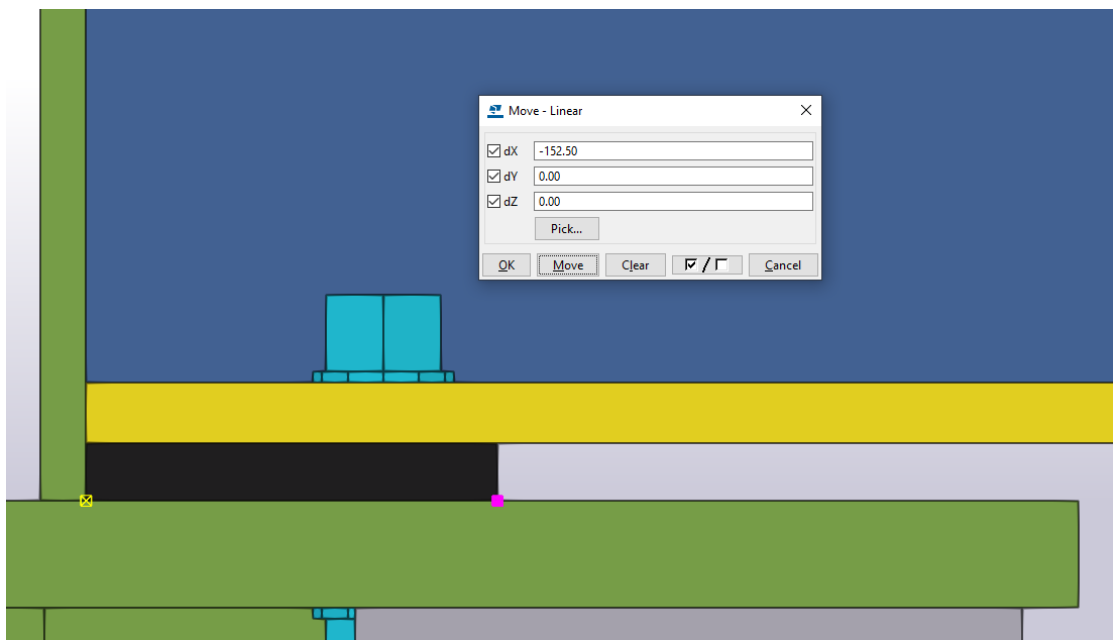 Move - Linear
dX -152.50
dY 0.00
dZ 0.00
Pick...
OK Move Clear / Cancel